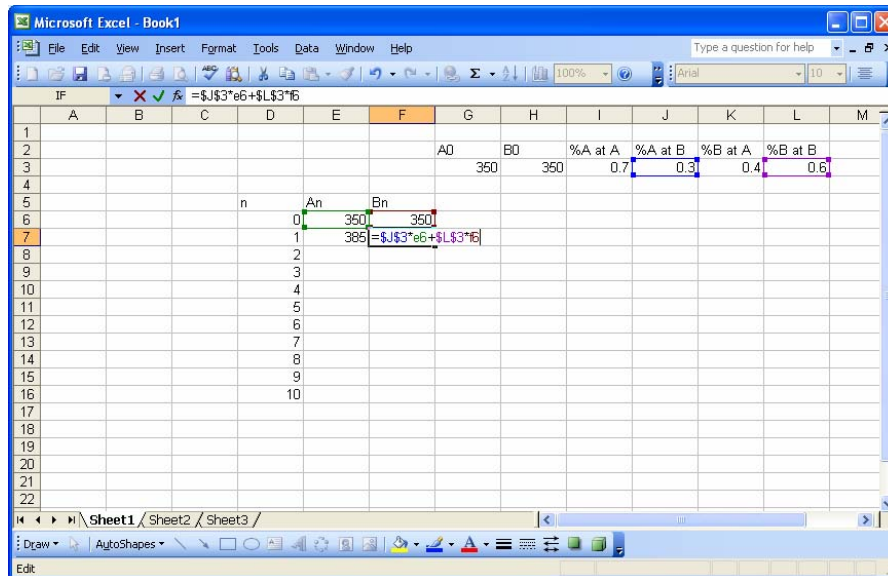 Microsoft Excel - Book1
File Edit View Insert Format Tools Data Window Help Type a question for help
100% Arial 10
IF =$J$3*e6+$L$3*f6
A B C D E F G H I J K L M
1
2 A0 B0 %A at A %A at B %B at A %B at B
3 350 350 0.7 0.3 0.4 0.6
4
5 n An Bn
6 0 350 350
7 1 385 =$J$3*e6+$L$3*f6
8 2
9 3
10 4
11 5
12 6
13 7
14 8
15 9
16 10
17
18
19
20
21
22
Sheet1 Sheet2 Sheet3
Draw AutoShapes
Edit